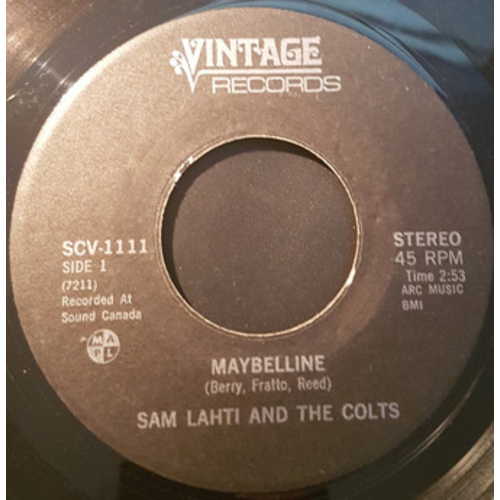 VINTAGE
RECORDS
SCV-1111
SIDE 1
(7211)
Recorded At
Sound Canada
M A
P L
STEREO
45 RPM
Time 2:53
ARC MUSIC
BMI
MAYBELLINE
(Berry, Fratto, Reed)
SAM LAHTI AND THE COLTS